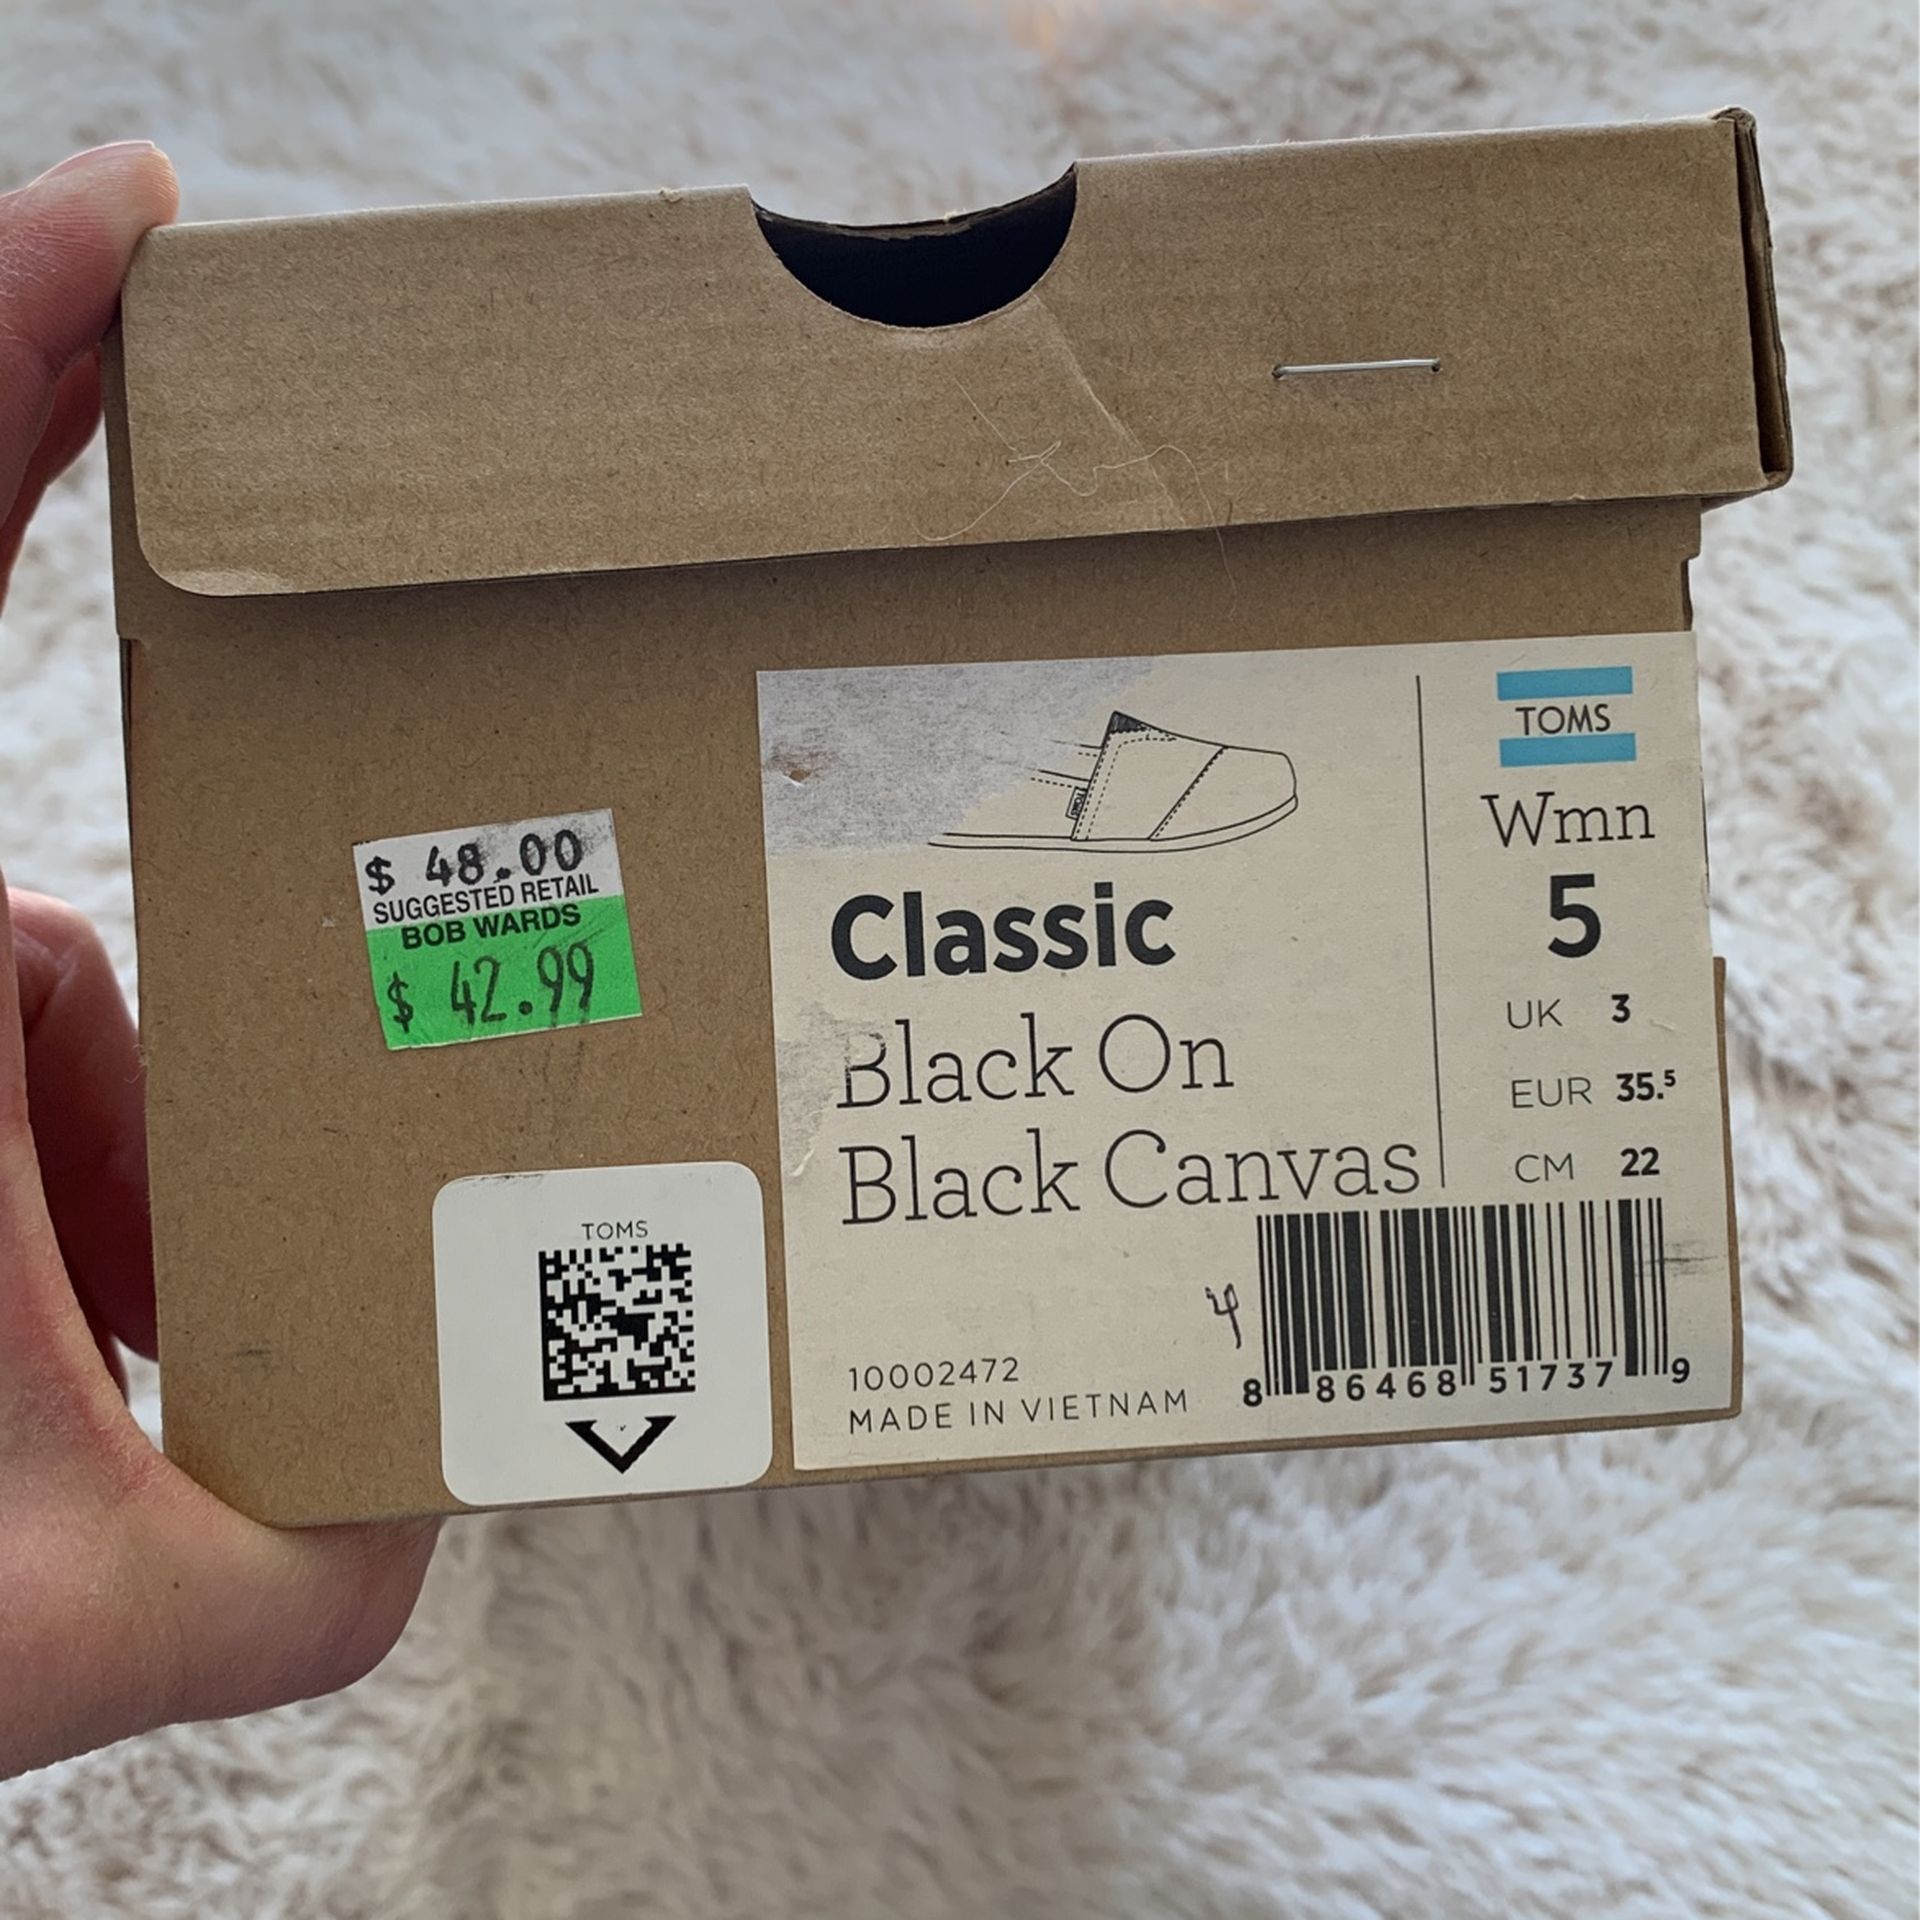 $ 48.00
SUGGESTED RETAIL
BOB WARDS
$ 42.99
TOMS
TOMS
Classic
Black On
Black Canvas
10002472
MADE IN VIETNAM
TOMS
Wmn
5
UK 3
EUR 35.5
CM 22
8 86468 51737 9